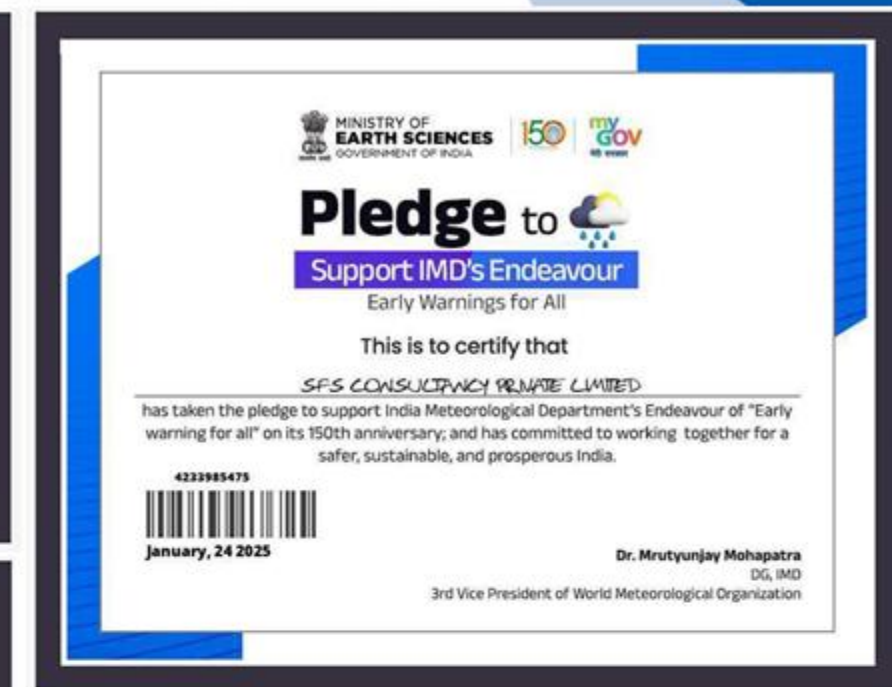 MINISTRY OF
EARTH SCIENCES
GOVERNMENT OF INDIA
150
my
GOV
मेरी सरकार
Pledge to
Support IMD's Endeavour
Early Warnings for All
This is to certify that
SFS CONSULTANCY PRIVATE LIMITED
has taken the pledge to support India Meteorological Department's Endeavour of "Early
warning for all" on its 150th anniversary; and has committed to working together for a
safer, sustainable, and prosperous India.
4233985475
January, 24 2025
Dr. Mrutyunjay Mohapatra
DG, IMD
3rd Vice President of World Meteorological Organization